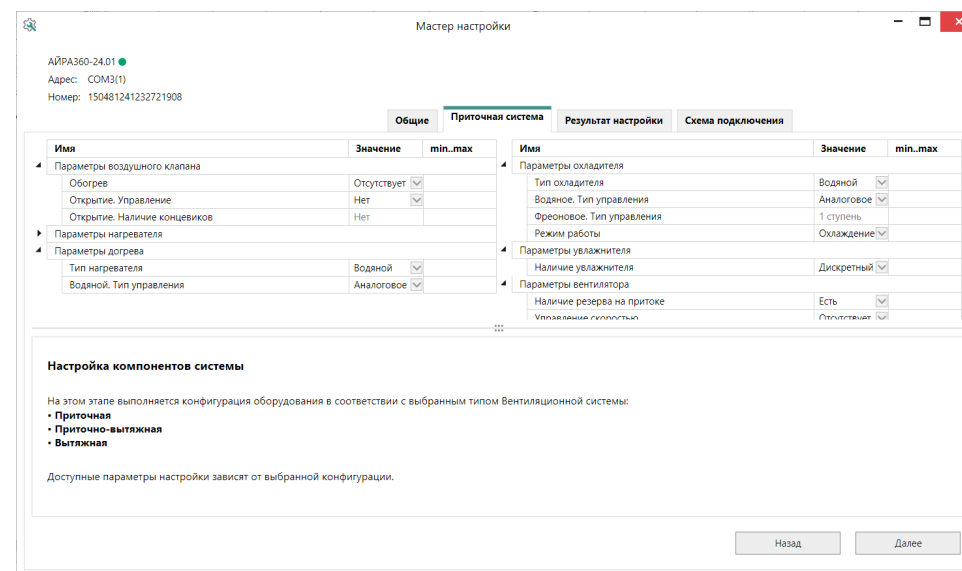 Мастер настройки
АЙРА360-24.01
Адрес: COM3(1)
Номер: 150481241232721908
Общие Приточная система Результат настройки Схема подключения
Имя Значение min..max
Параметры воздушного клапана
Обогрев Отсутствует
Открытие. Управление Нет
Открытие. Наличие концевиков Нет
Параметры нагревателя
Параметры догрева
Тип нагревателя Водяной
Водяной. Тип управления Аналоговое
Имя Значение min..max
Параметры охладителя
Тип охладителя Водяной
Водяное. Тип управления Аналоговое
Фреоновое. Тип управления 1 ступень
Режим работы Охлаждение
Параметры увлажнителя
Наличие увлажнителя Дискретный
Параметры вентилятора
Наличие резерва на притоке Есть
Управление скоростью Отсутствует
Настройка компонентов системы
На этом этапе выполняется конфигурация оборудования в соответствии с выбранным типом Вентиляционной системы:
• Приточная
• Приточно-вытяжная
• Вытяжная
Доступные параметры настройки зависят от выбранной конфигурации.
Назад Далее